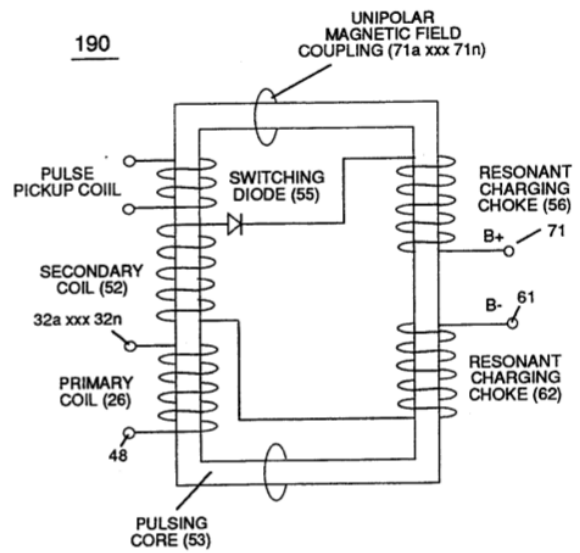 190
UNIPOLAR
MAGNETIC FIELD
COUPLING (71a xxx 71n)
PULSE
PICKUP COIIL
SWITCHING
DIODE (55)
RESONANT
CHARGING
CHOKE (56)
B+
71
SECONDARY
COIL (52)
32a xxx 32n
B-
61
PRIMARY
COIL (26)
RESONANT
CHARGING
CHOKE (62)
48
PULSING
CORE (53)